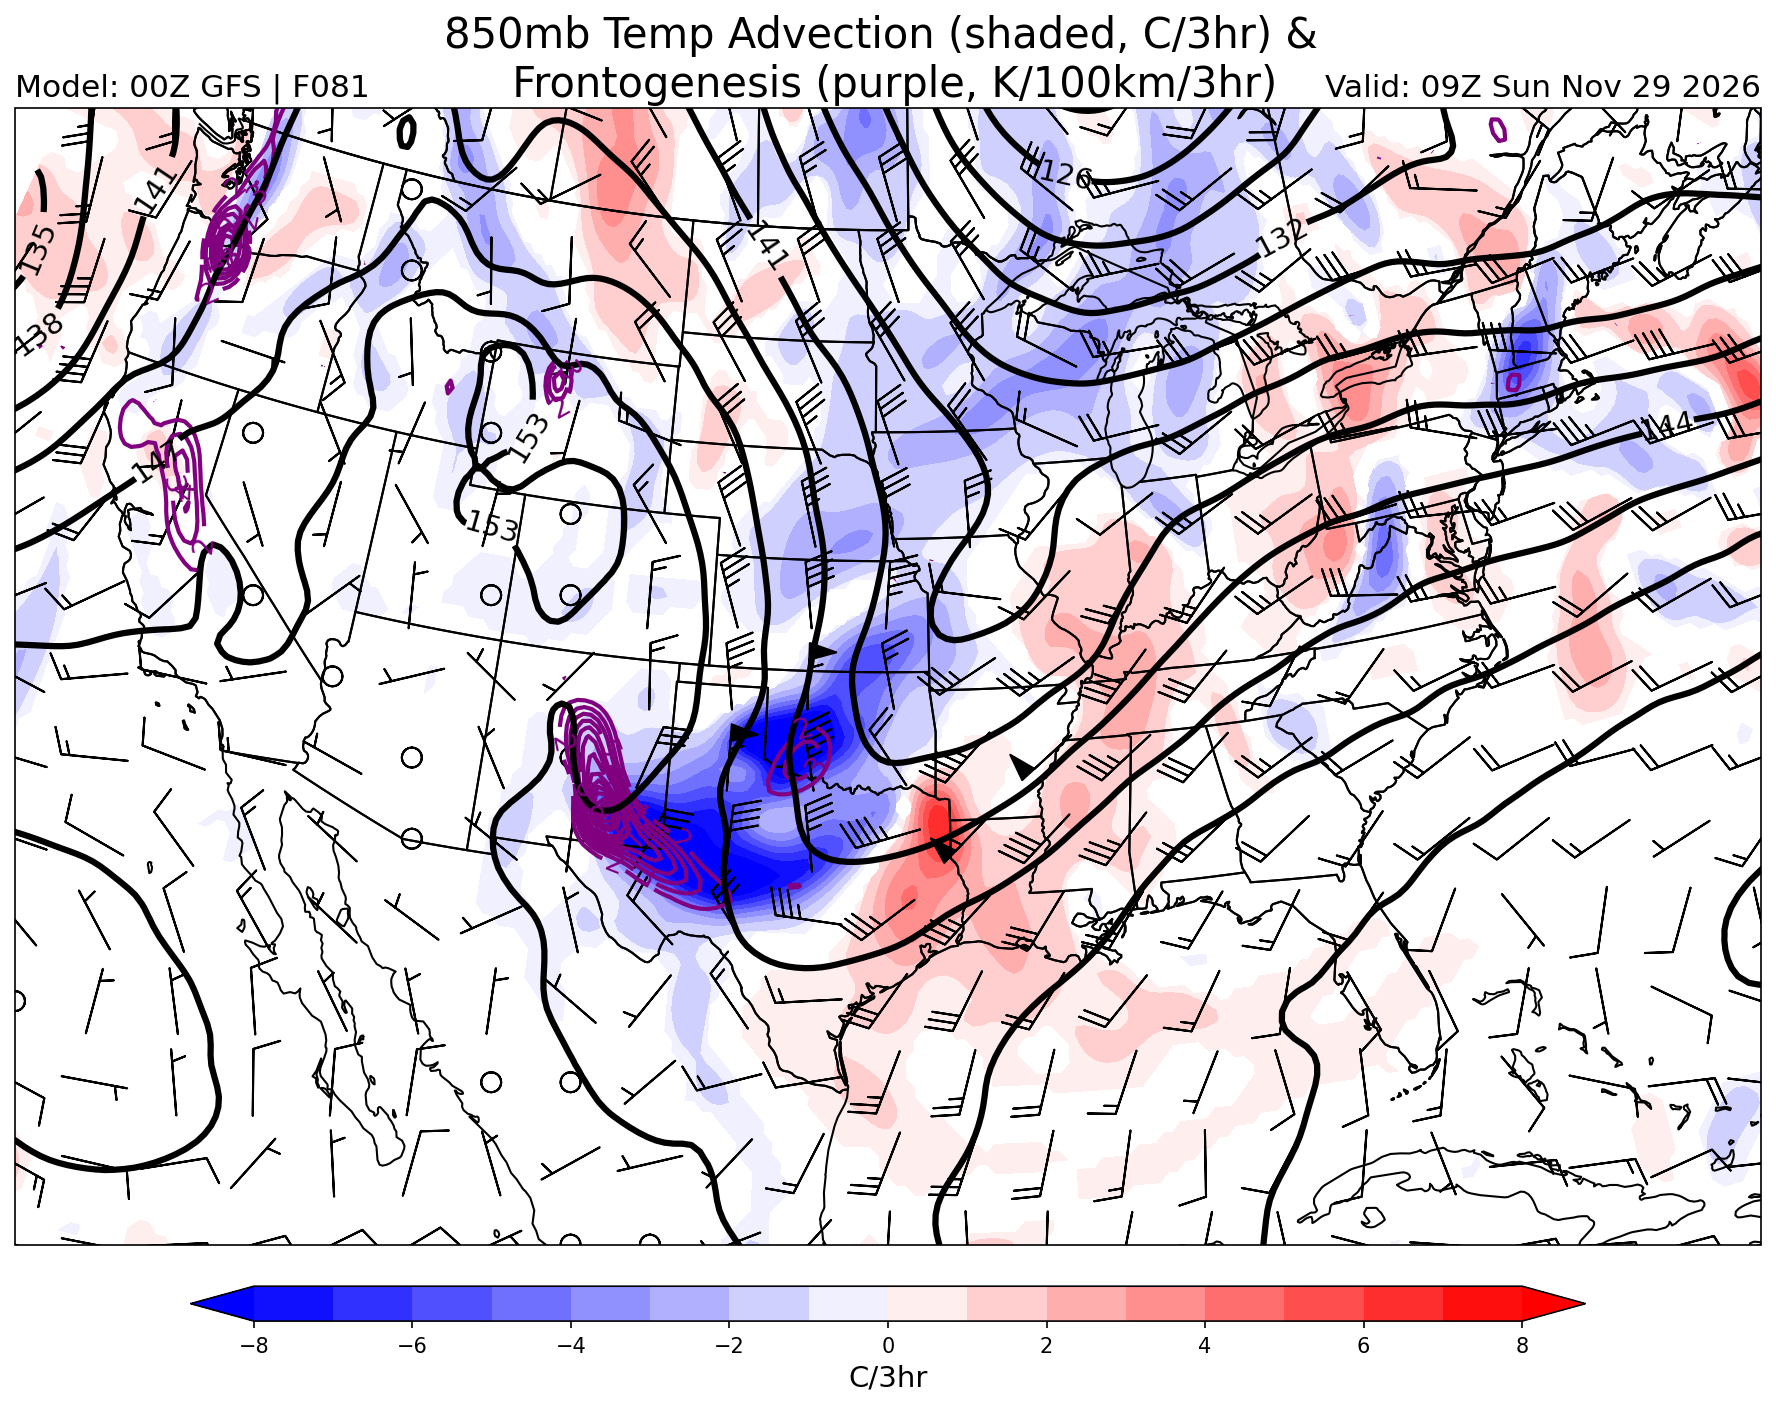 850mb Temp Advection (shaded, C/3hr) &
Frontogenesis (purple, K/100km/3hr)
Model: 00Z GFS | F081
Valid: 09Z Sun Nov 29 2026
126
141
132
135
141
138
144
153
147
153
−8 −6 −4 −2 0 2 4 6 8
C/3hr